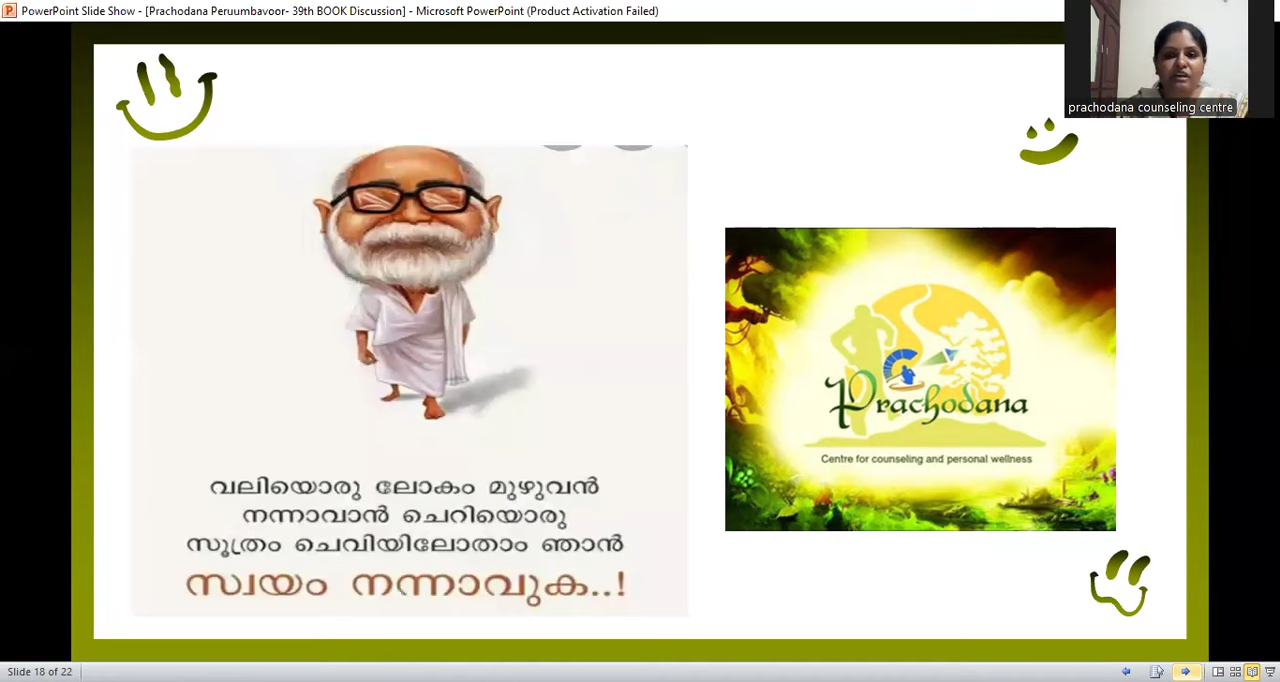 PowerPoint Slide Show - [Prachodana Peruumbavoor- 39th BOOK Discussion] - Microsoft PowerPoint (Product Activation Failed)
prachodana counseling centre
വലിയൊരു ലോകം മുഴുവൻ
നന്നാവാൻ ചെറിയൊരു
സൂത്രം ചെവിയിലോതാം ഞാൻ
സ്വയം നന്നാവുക..!
Prachodana
Centre for counseling and personal wellness
Slide 18 of 22